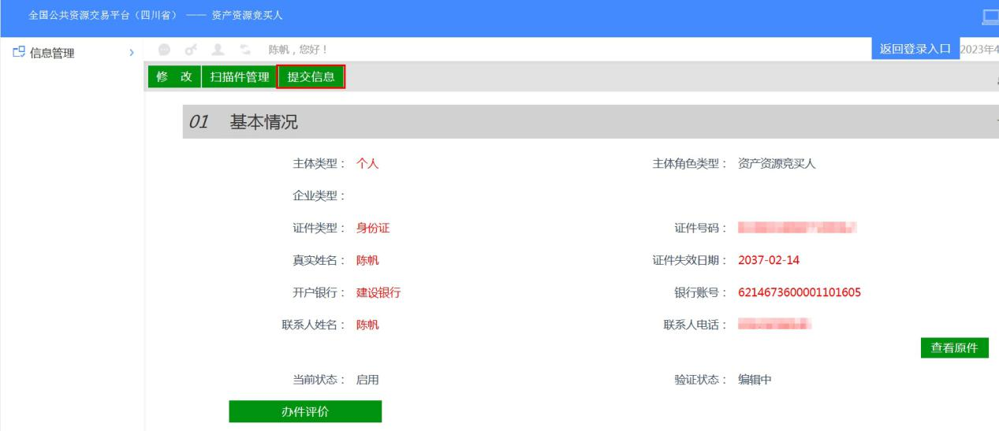 全国公共资源交易平台（四川省） —— 资产资源竞买人
信息管理
陈帆，您好！
返回登录入口
2023年4
修 改
扫描件管理
提交信息
01 基本情况
主体类型： 个人
主体角色类型： 资产资源竞买人
企业类型：
证件类型： 身份证
证件号码：
真实姓名： 陈帆
证件失效日期： 2037-02-14
开户银行： 建设银行
银行账号： 6214673600001101605
联系人姓名： 陈帆
联系人电话：
查看原件
当前状态： 启用
验证状态： 编辑中
办件评价